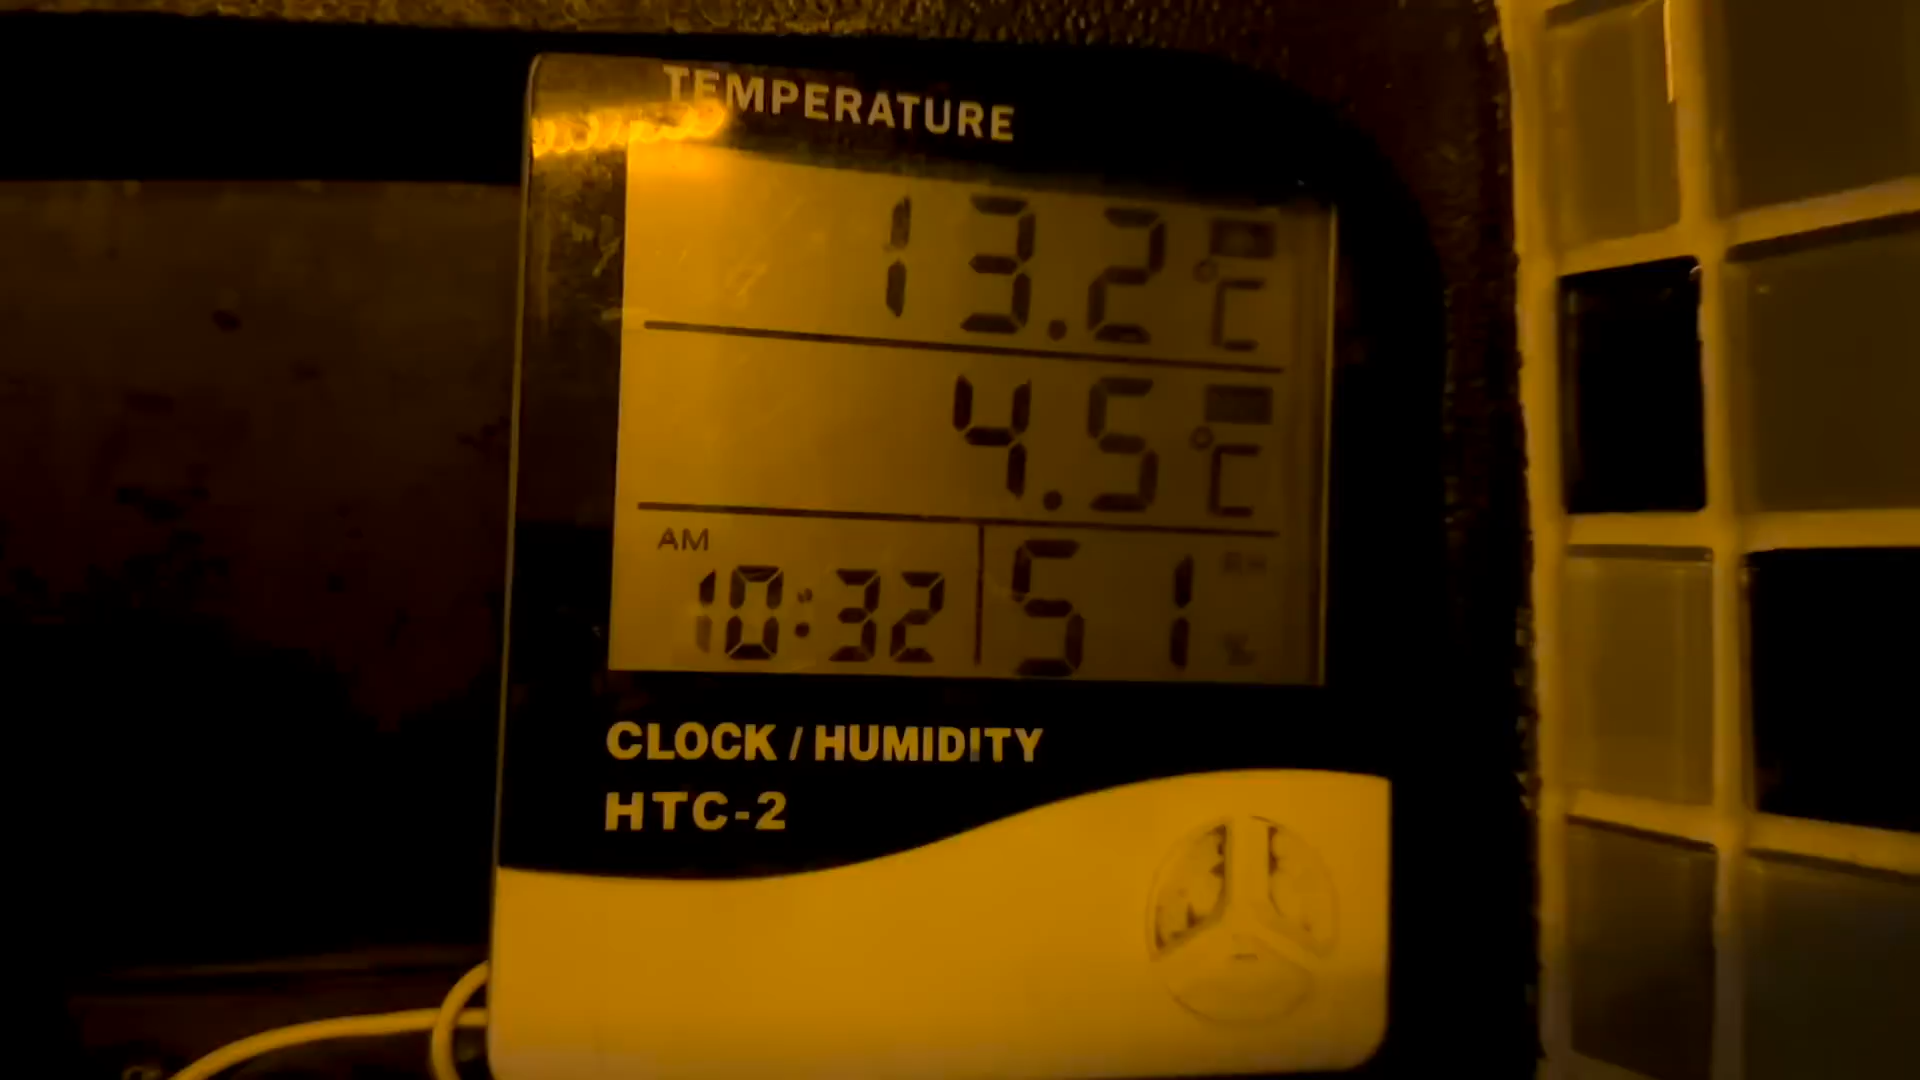 TEMPERATURE
13.2 °C
4.5 °C
AM
10:32 51 %
CLOCK / HUMIDITY
HTC-2